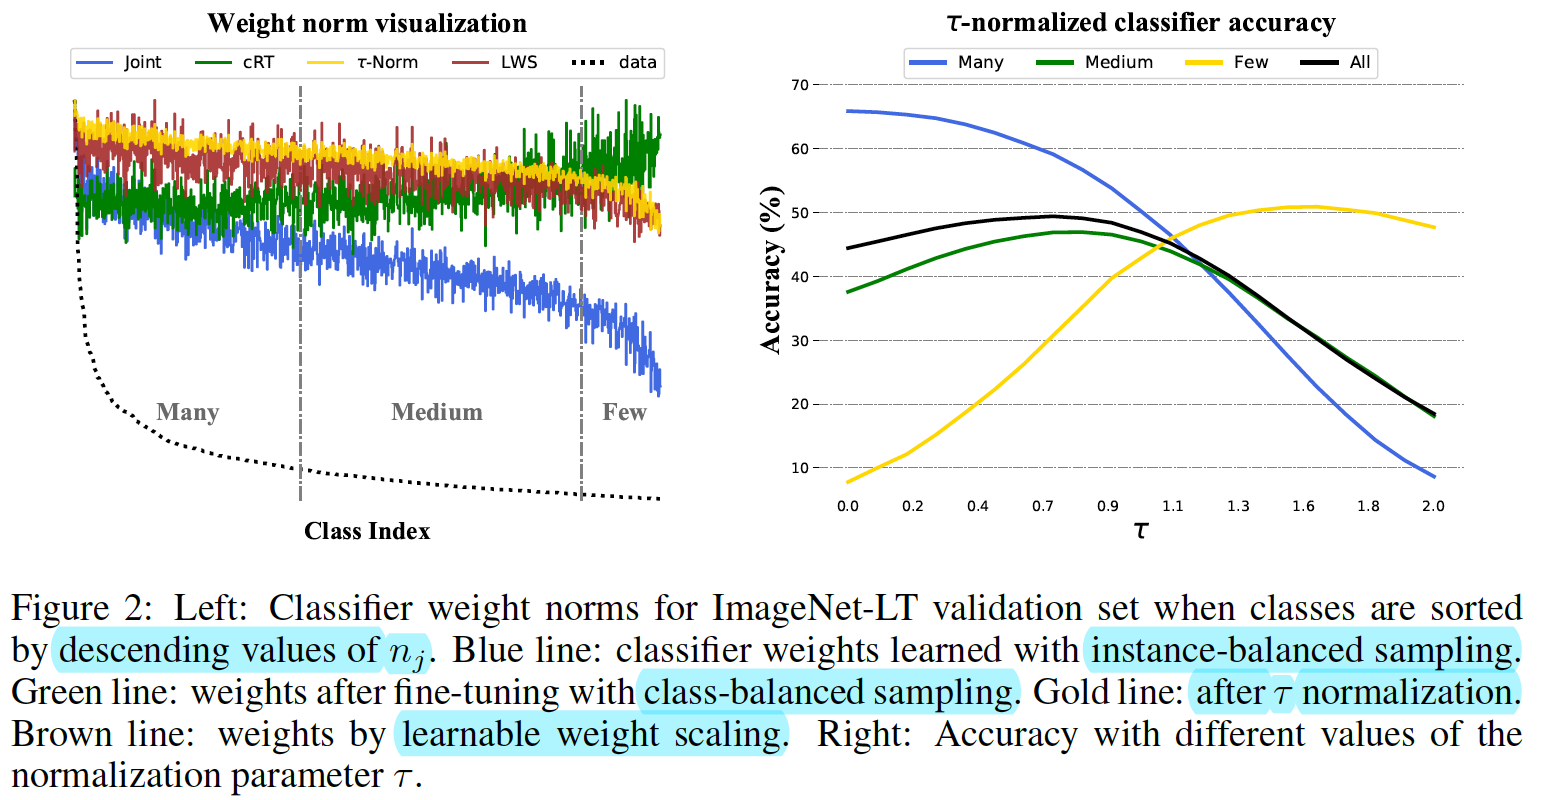 Weight norm visualization
Joint cRT τ-Norm LWS data
Many Medium Few
Class Index
τ-normalized classifier accuracy
Many Medium Few All
Accuracy (%)
70
60
50
40
30
20
10
0.0 0.2 0.4 0.7 0.9 1.1 1.3 1.6 1.8 2.0
τ
Figure 2: Left: Classifier weight norms for ImageNet-LT validation set when classes are sorted
by descending values of n_j. Blue line: classifier weights learned with instance-balanced sampling.
Green line: weights after fine-tuning with class-balanced sampling. Gold line: after τ normalization.
Brown line: weights by learnable weight scaling. Right: Accuracy with different values of the
normalization parameter τ.